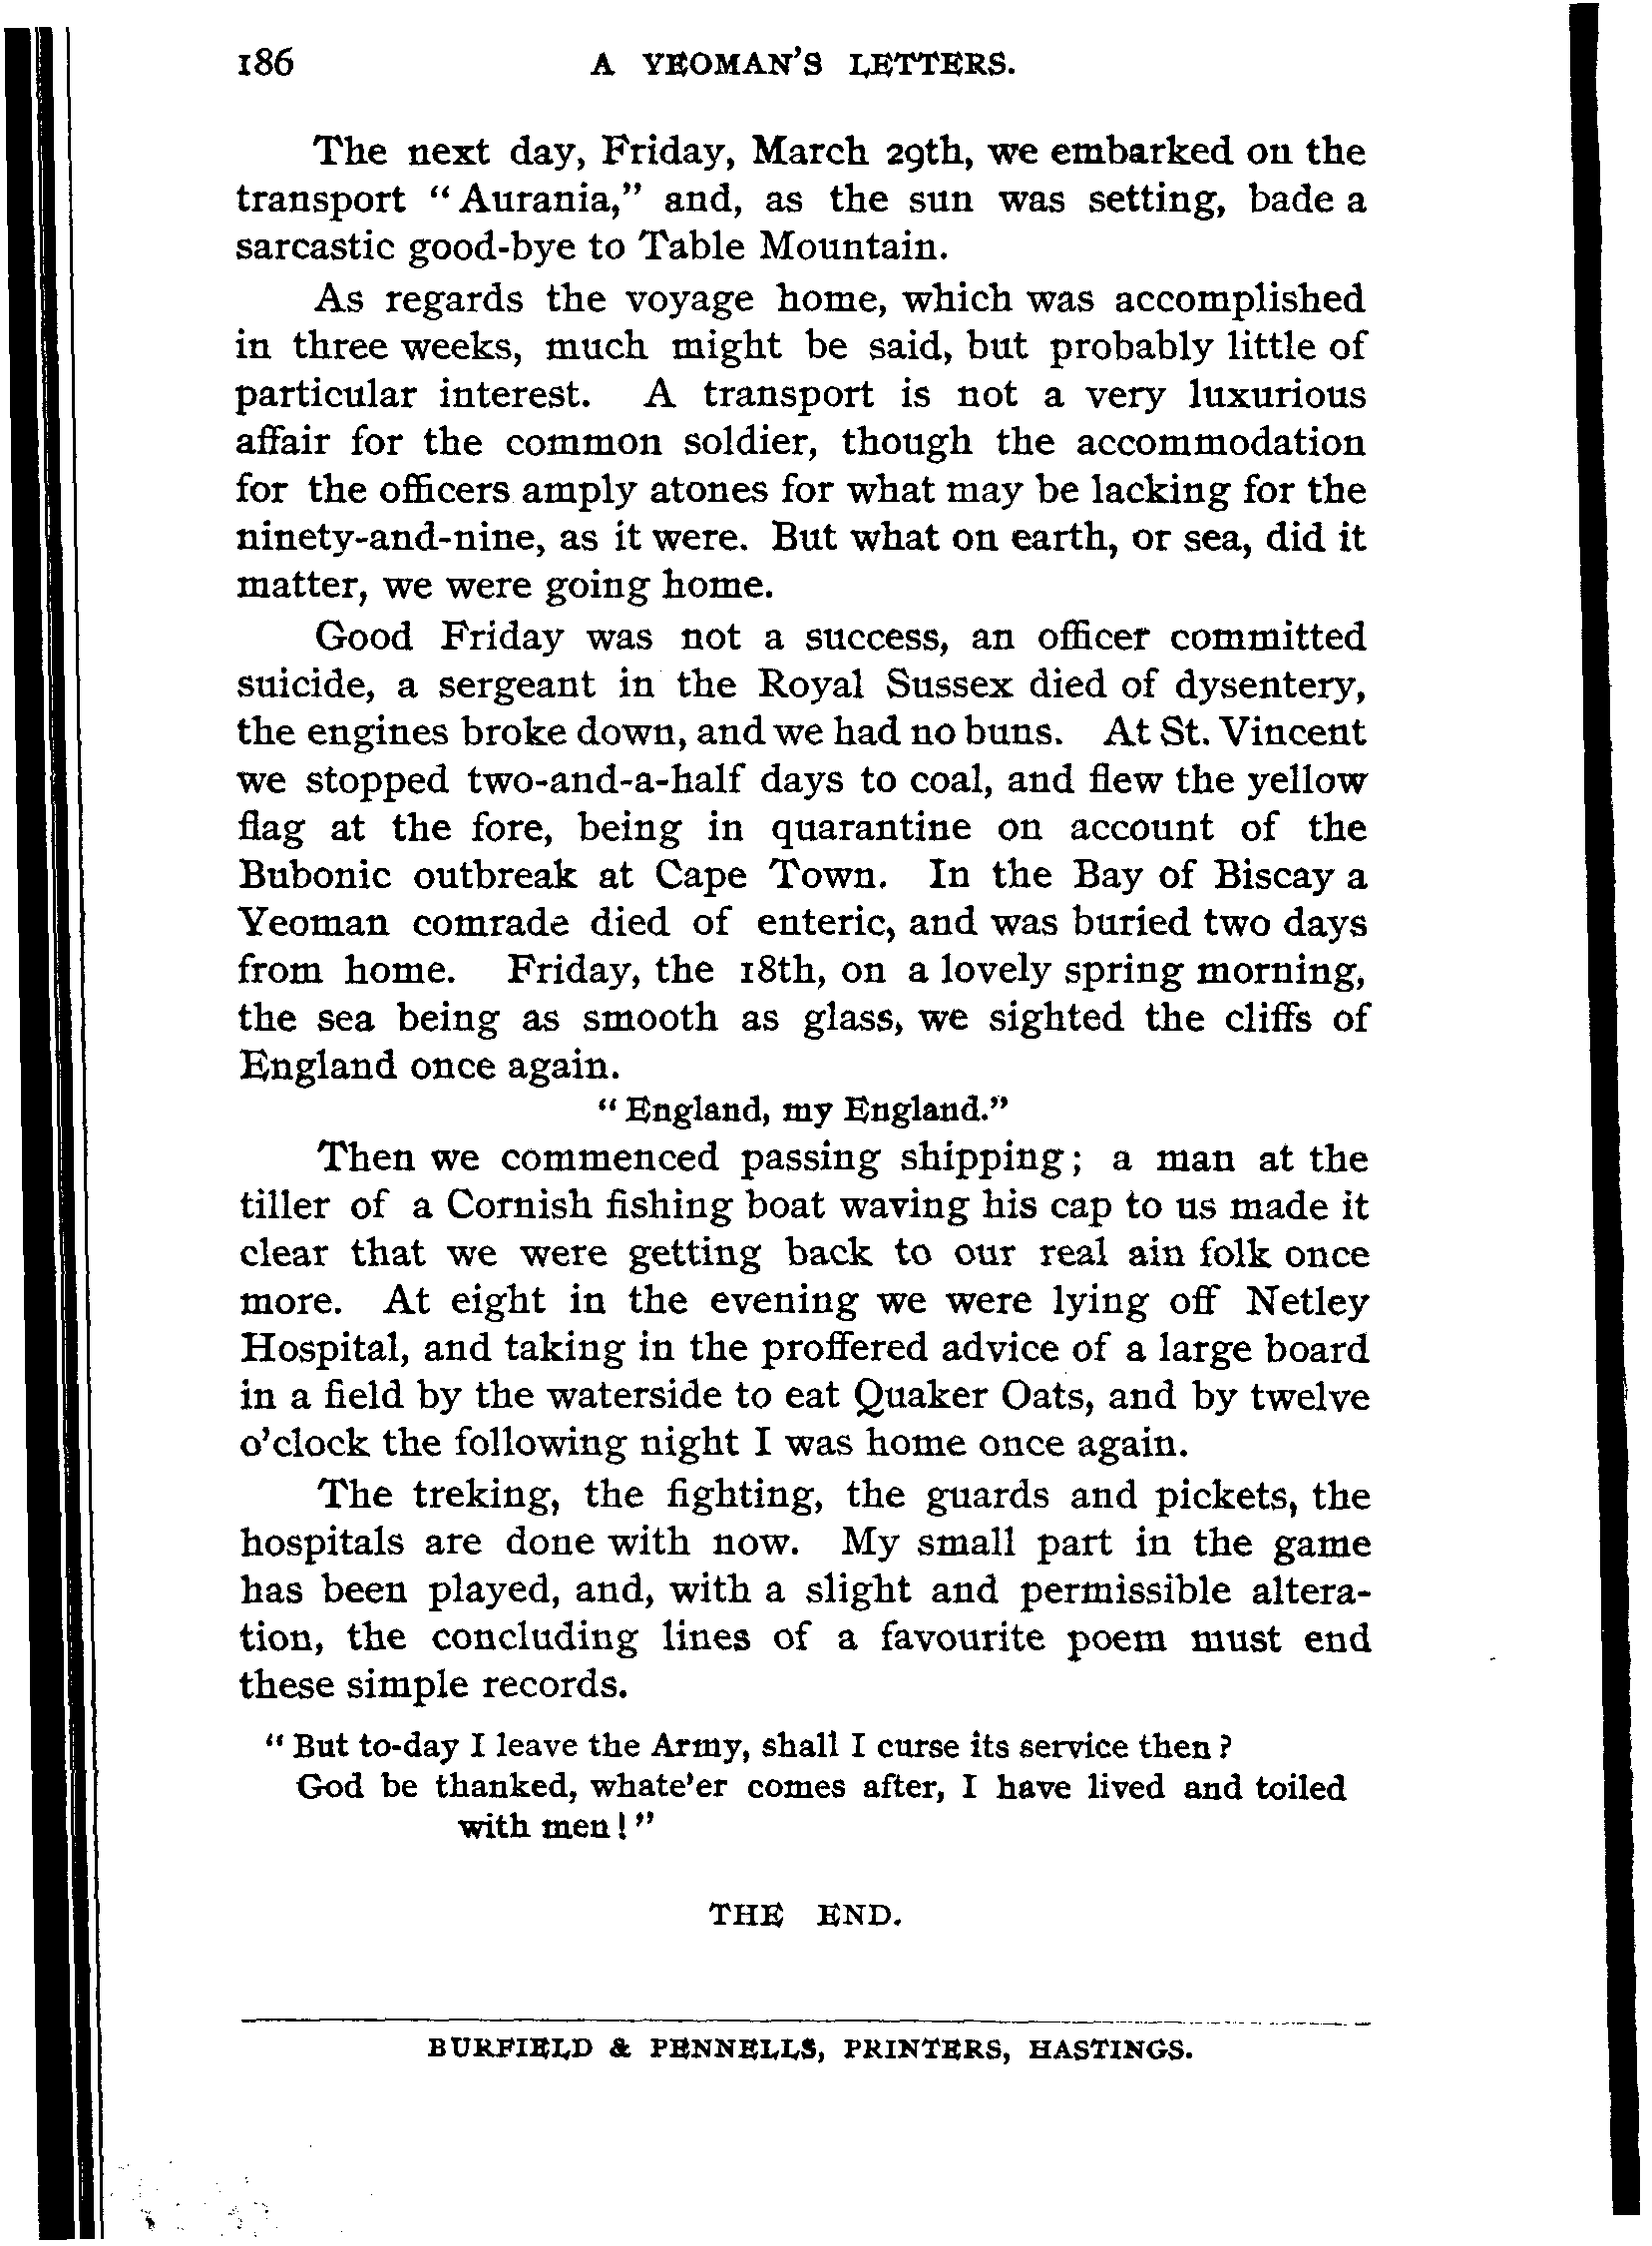 186 A YEOMAN'S LETTERS.
The next day, Friday, March 29th, we embarked on the
transport "Aurania," and, as the sun was setting, bade a
sarcastic good-bye to Table Mountain.
As regards the voyage home, which was accomplished
in three weeks, much might be said, but probably little of
particular interest. A transport is not a very luxurious
affair for the common soldier, though the accommodation
for the officers amply atones for what may be lacking for the
ninety-and-nine, as it were. But what on earth, or sea, did it
matter, we were going home.
Good Friday was not a success, an officer committed
suicide, a sergeant in the Royal Sussex died of dysentery,
the engines broke down, and we had no buns. At St. Vincent
we stopped two-and-a-half days to coal, and flew the yellow
flag at the fore, being in quarantine on account of the
Bubonic outbreak at Cape Town. In the Bay of Biscay a
Yeoman comrade died of enteric, and was buried two days
from home. Friday, the 18th, on a lovely spring morning,
the sea being as smooth as glass, we sighted the cliffs of
England once again.
"England, my England."
Then we commenced passing shipping; a man at the
tiller of a Cornish fishing boat waving his cap to us made it
clear that we were getting back to our real ain folk once
more. At eight in the evening we were lying off Netley
Hospital, and taking in the proffered advice of a large board
in a field by the waterside to eat Quaker Oats, and by twelve
o'clock the following night I was home once again.
The treking, the fighting, the guards and pickets, the
hospitals are done with now. My small part in the game
has been played, and, with a slight and permissible altera-
tion, the concluding lines of a favourite poem must end
these simple records.
"But to-day I leave the Army, shall I curse its service then?
God be thanked, whate'er comes after, I have lived and toiled
with men!"
THE END.
BURFIELD & PENNELLS, PRINTERS, HASTINGS.